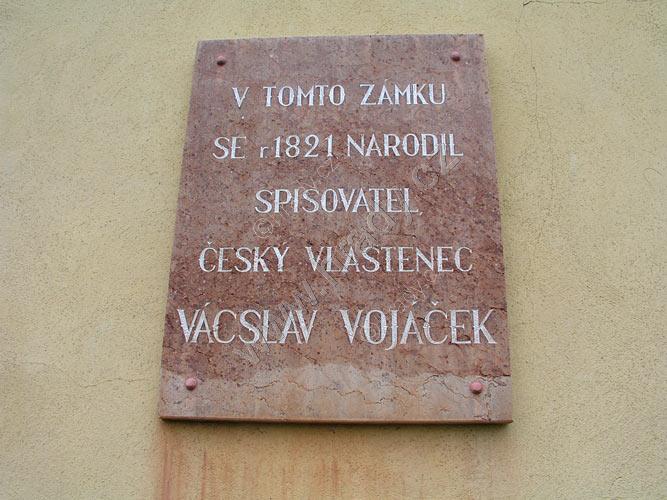 V TOMTO ZÁMKU
SE r 1821 NARODIL
SPISOVATEL,
ČESKÝ VLASTENEC
VÁCSLAV VOJÁČEK